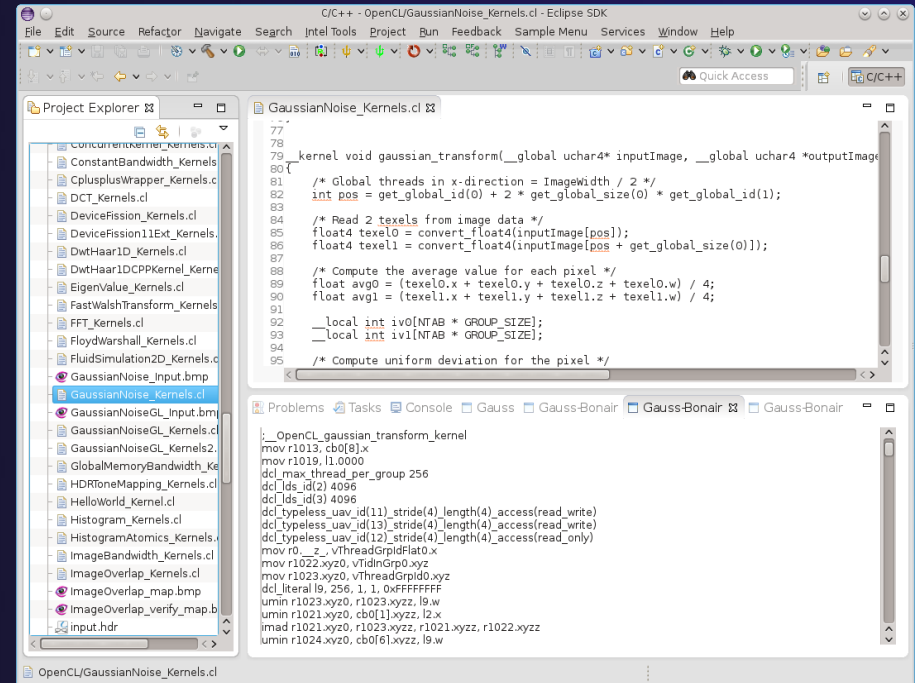 C/C++ - OpenCL/GaussianNoise_Kernels.cl - Eclipse SDK
File Edit Source Refactor Navigate Search Intel Tools Project Run Feedback Sample Menu Services Window Help
Quick Access
C/C++
Project Explorer
ConcurrentKernel_Kernels.cl
ConstantBandwidth_Kernels
CplusplusWrapper_Kernels.c
DCT_Kernels.cl
DeviceFission_Kernels.cl
DeviceFission11Ext_Kernels.
DwtHaar1D_Kernels.cl
DwtHaar1DCPPKernel_Kerne
EigenValue_Kernels.cl
FastWalshTransform_Kernels
FFT_Kernels.cl
FloydWarshall_Kernels.cl
FluidSimulation2D_Kernels.c
GaussianNoise_Input.bmp
GaussianNoise_Kernels.cl
GaussianNoiseGL_Input.bmp
GaussianNoiseGL_Kernels.cl
GaussianNoiseGL_Kernels2.
GlobalMemoryBandwidth_Ke
HDRToneMapping_Kernels.cl
HelloWorld_Kernel.cl
Histogram_Kernels.cl
HistogramAtomics_Kernels.
ImageBandwidth_Kernels.cl
ImageOverlap_Kernels.cl
ImageOverlap_map.bmp
ImageOverlap_verify_map.b
input.hdr
GaussianNoise_Kernels.cl
77
78
79 __kernel void gaussian_transform(__global uchar4* inputImage, __global uchar4 *outputImage
80 {
81 /* Global threads in x-direction = ImageWidth / 2 */
82 int pos = get_global_id(0) + 2 * get_global_size(0) * get_global_id(1);
83
84 /* Read 2 texels from image data */
85 float4 texel0 = convert_float4(inputImage[pos]);
86 float4 texel1 = convert_float4(inputImage[pos + get_global_size(0)]);
87
88 /* Compute the average value for each pixel */
89 float avg0 = (texel0.x + texel0.y + texel0.z + texel0.w) / 4;
90 float avg1 = (texel1.x + texel1.y + texel1.z + texel1.w) / 4;
91
92 __local int iv0[NTAB * GROUP_SIZE];
93 __local int iv1[NTAB * GROUP_SIZE];
94
95 /* Compute uniform deviation for the pixel */
Problems Tasks Console Gauss Gauss-Bonair Gauss-Bonair Gauss-Bonair
;__OpenCL_gaussian_transform_kernel
mov r1013, cb0[8].x
mov r1019, l1.0000
dcl_max_thread_per_group 256
dcl_lds_id(2) 4096
dcl_lds_id(3) 4096
dcl_typeless_uav_id(11)_stride(4)_length(4)_access(read_write)
dcl_typeless_uav_id(13)_stride(4)_length(4)_access(read_write)
dcl_typeless_uav_id(12)_stride(4)_length(4)_access(read_only)
mov r0.__z_, vThreadGrpIdFlat0.x
mov r1022.xyz0, vTidInGrp0.xyz
mov r1023.xyz0, vThreadGrpId0.xyz
dcl_literal l9, 256, 1, 1, 0xFFFFFFFF
umin r1023.xyz0, r1023.xyzz, l9.w
umin r1021.xyz0, cb0[1].xyzz, l2.x
imad r1021.xyz0, r1023.xyzz, r1021.xyzz, r1022.xyzz
umin r1024.xyz0, cb0[6].xyzz, l9.w
OpenCL/GaussianNoise_Kernels.cl